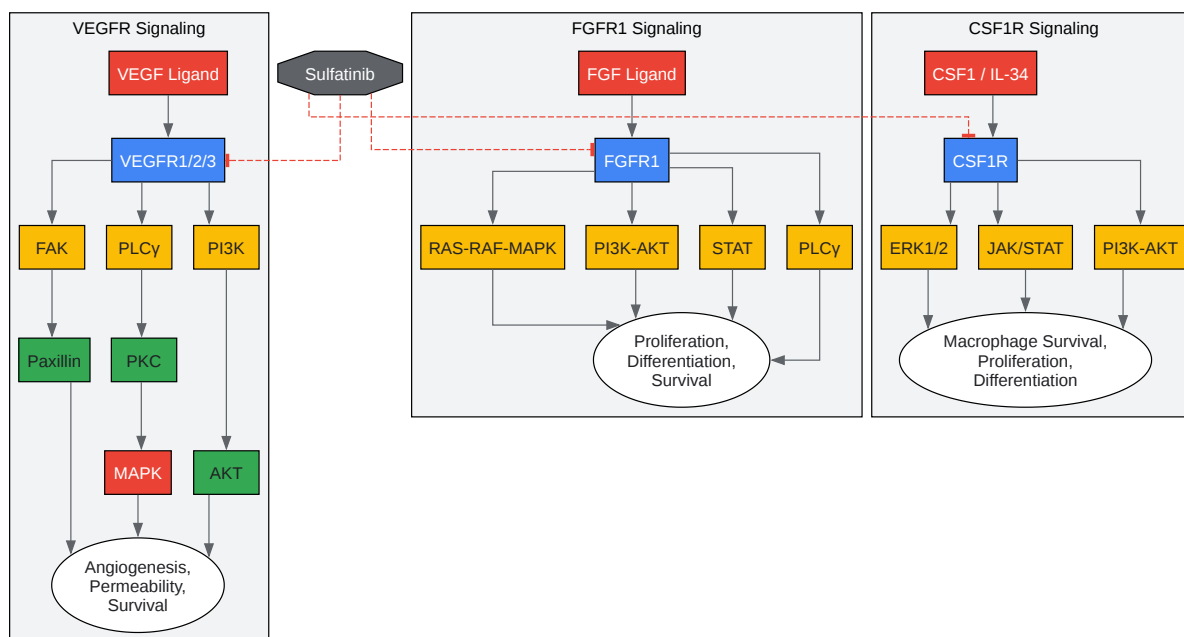 VEGFR Signaling
FGFR1 Signaling
CSF1R Signaling
VEGF Ligand
Sulfatinib
FGF Ligand
CSF1 / IL-34
VEGFR1/2/3
FGFR1
CSF1R
FAK
PLCγ
PI3K
RAS-RAF-MAPK
PI3K-AKT
STAT
PLCγ
ERK1/2
JAK/STAT
PI3K-AKT
Paxillin
PKC
Proliferation,
Differentiation,
Survival
Macrophage Survival,
Proliferation,
Differentiation
MAPK
AKT
Angiogenesis,
Permeability,
Survival